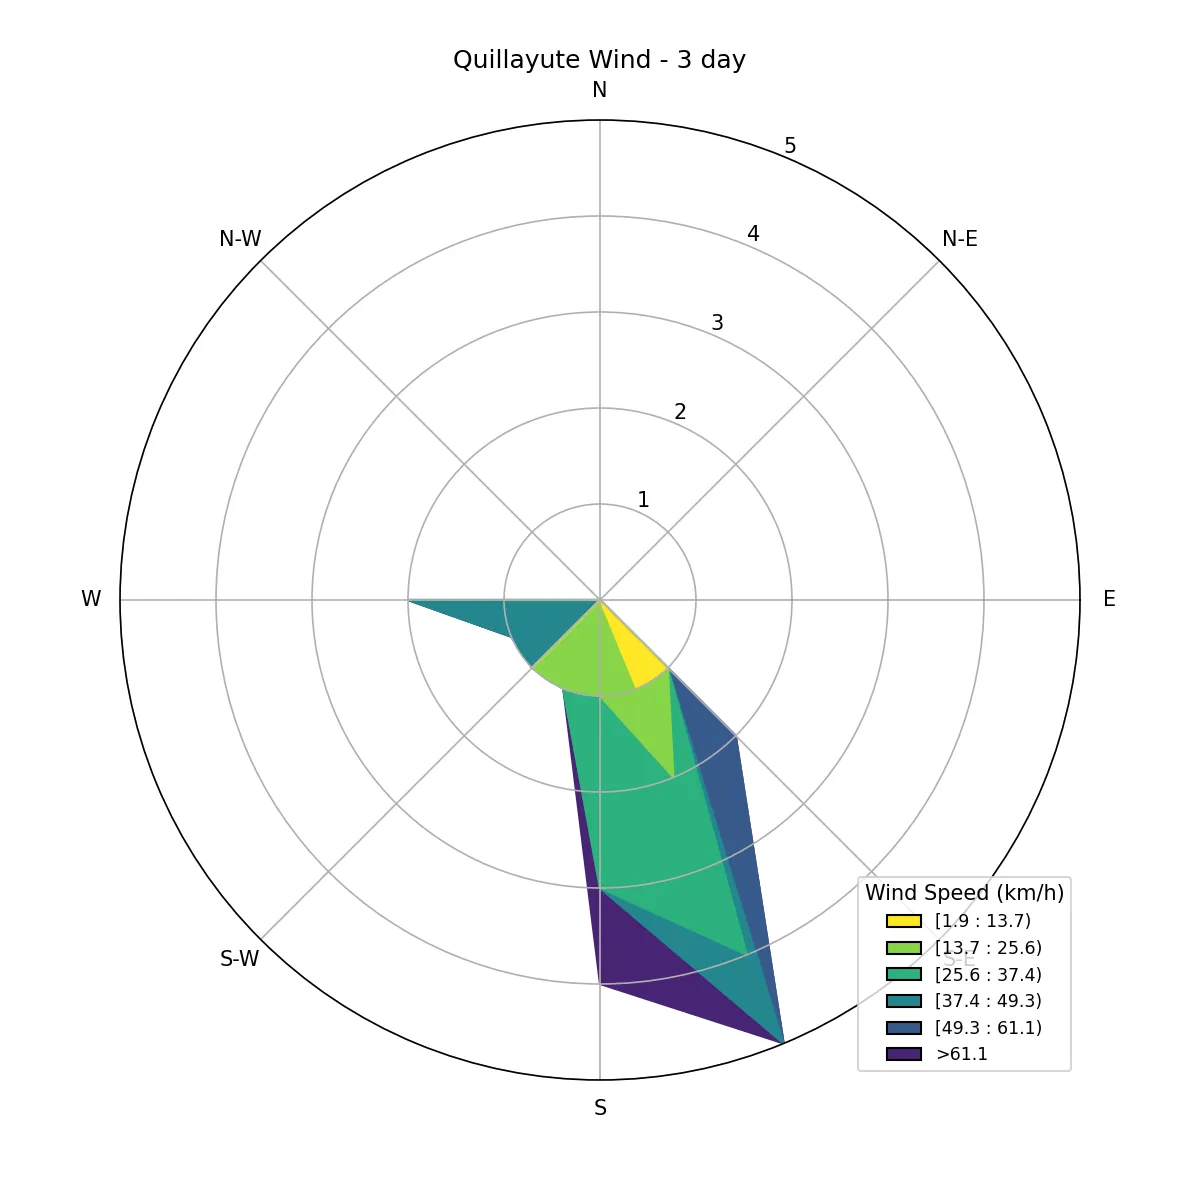 Quillayute Wind - 3 day
N
5
N-W
4
N-E
3
2
1
W
E
Wind Speed (km/h)
[1.9 : 13.7)
[13.7 : 25.6)
S-W
S-E
[25.6 : 37.4)
[37.4 : 49.3)
[49.3 : 61.1)
>61.1
S